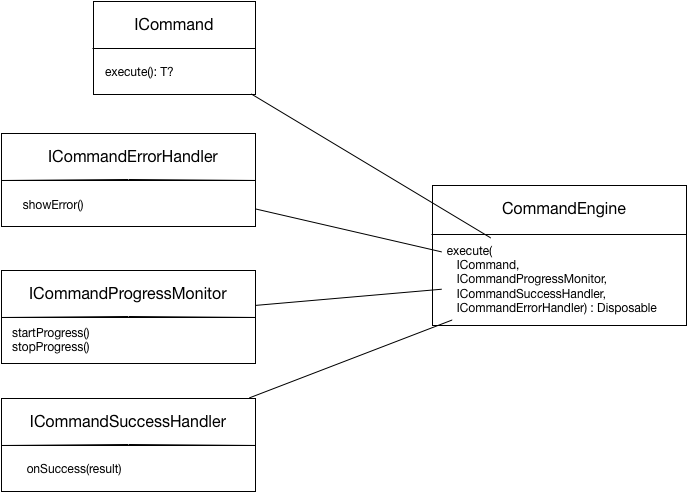 ICommand
execute(): T?
ICommandErrorHandler
showError()
ICommandProgressMonitor
startProgress()
stopProgress()
ICommandSuccessHandler
onSuccess(result)
CommandEngine
execute(
ICommand,
ICommandProgressMonitor,
ICommandSuccessHandler,
ICommandErrorHandler) : Disposable